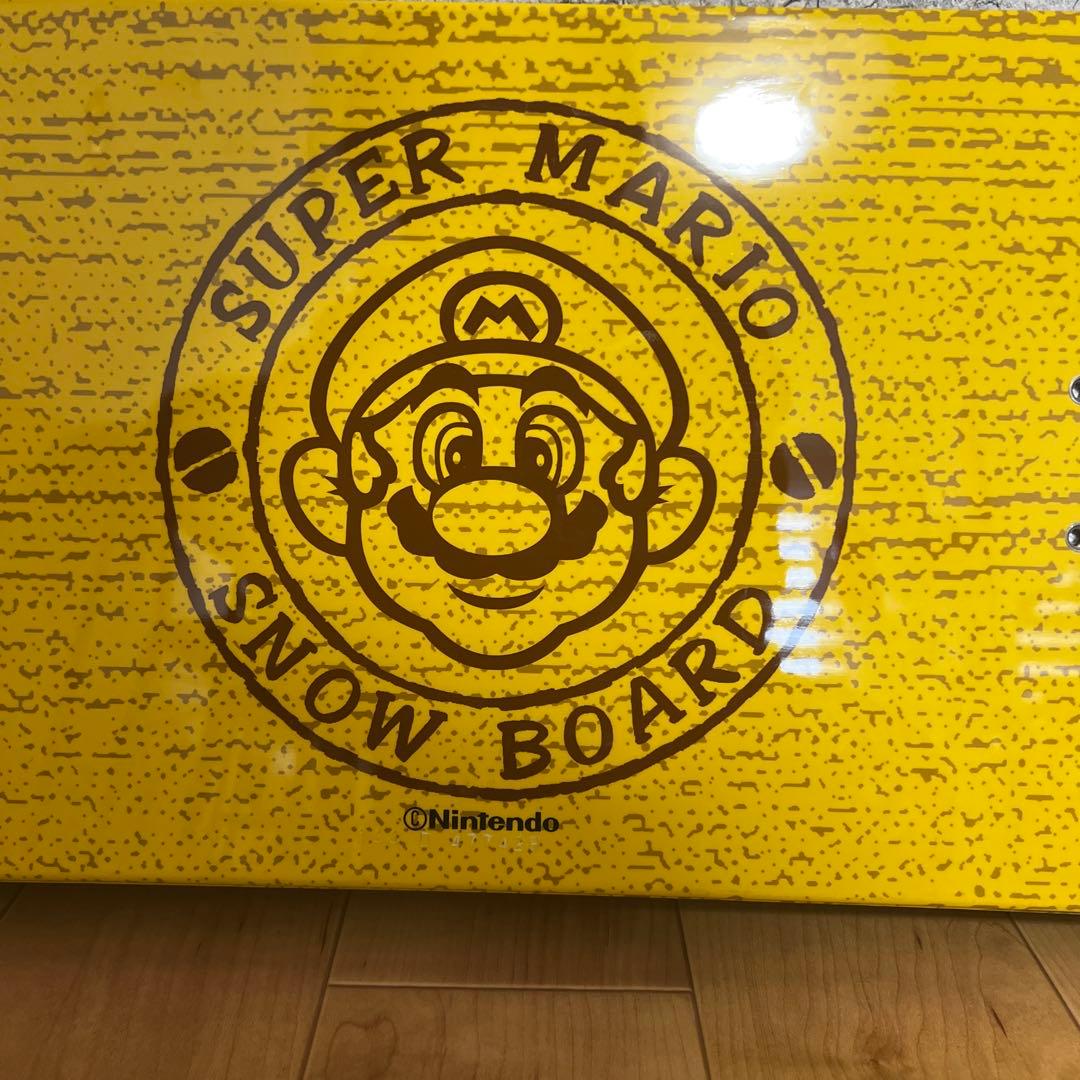 SUPER MARIO
M
SNOW BOARD
©Nintendo